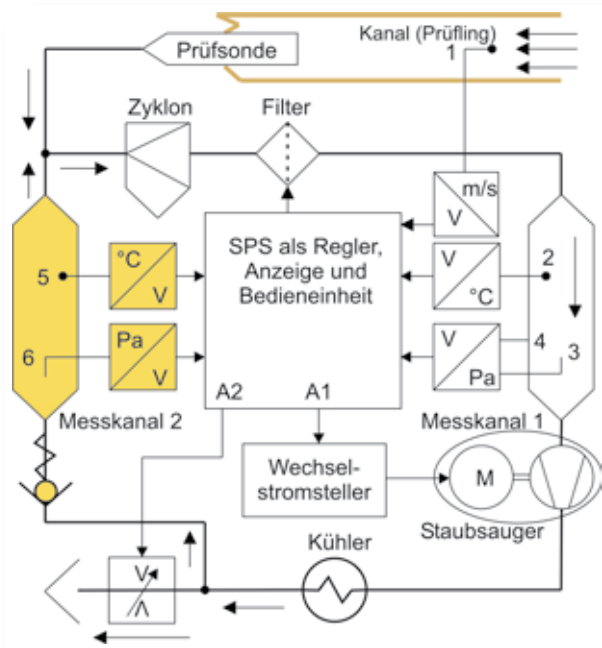 Kanal (Prüfling)
1
Prüfsonde
Zyklon
Filter
m/s
V
SPS als Regler,
Anzeige und
Bedieneinheit
°C
V
V
°C
2
5
Pa
V
V
Pa
4
3
6
A2
A1
Messkanal 2
Messkanal 1
Wechsel-
stromsteller
M
Staubsauger
Kühler
V
Λ